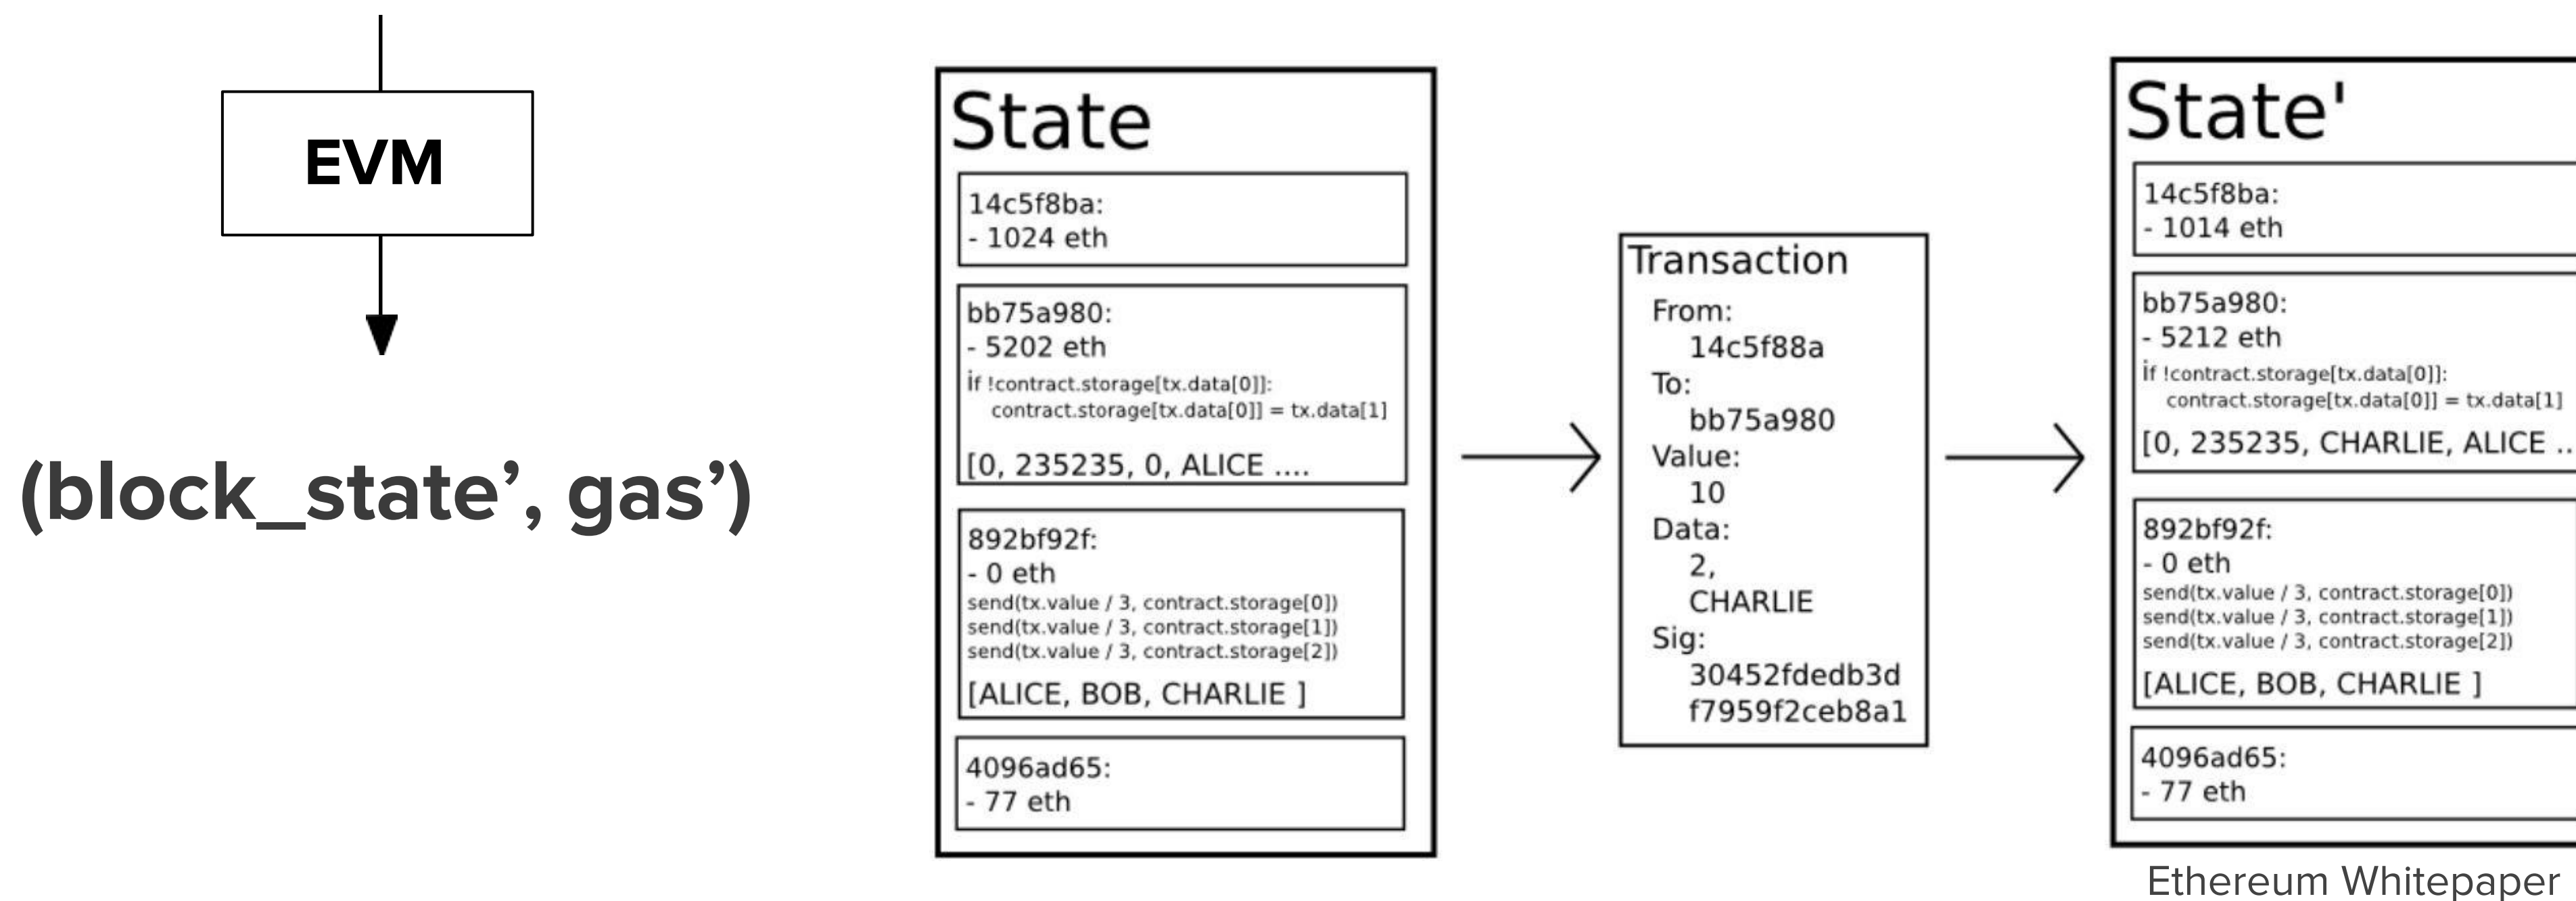 EVM
(block_state’, gas’)
State
14c5f8ba:
- 1024 eth
bb75a980:
- 5202 eth
if !contract.storage[tx.data[0]]:
contract.storage[tx.data[0]] = tx.data[1]
[0, 235235, 0, ALICE ....
892bf92f:
- 0 eth
send(tx.value / 3, contract.storage[0])
send(tx.value / 3, contract.storage[1])
send(tx.value / 3, contract.storage[2])
[ALICE, BOB, CHARLIE ]
4096ad65:
- 77 eth
Transaction
From:
14c5f88a
To:
bb75a980
Value:
10
Data:
2,
CHARLIE
Sig:
30452fdedb3d
f7959f2ceb8a1
State'
14c5f8ba:
- 1014 eth
bb75a980:
- 5212 eth
if !contract.storage[tx.data[0]]:
contract.storage[tx.data[0]] = tx.data[1]
[0, 235235, CHARLIE, ALICE ..
892bf92f:
- 0 eth
send(tx.value / 3, contract.storage[0])
send(tx.value / 3, contract.storage[1])
send(tx.value / 3, contract.storage[2])
[ALICE, BOB, CHARLIE ]
4096ad65:
- 77 eth
Ethereum Whitepaper